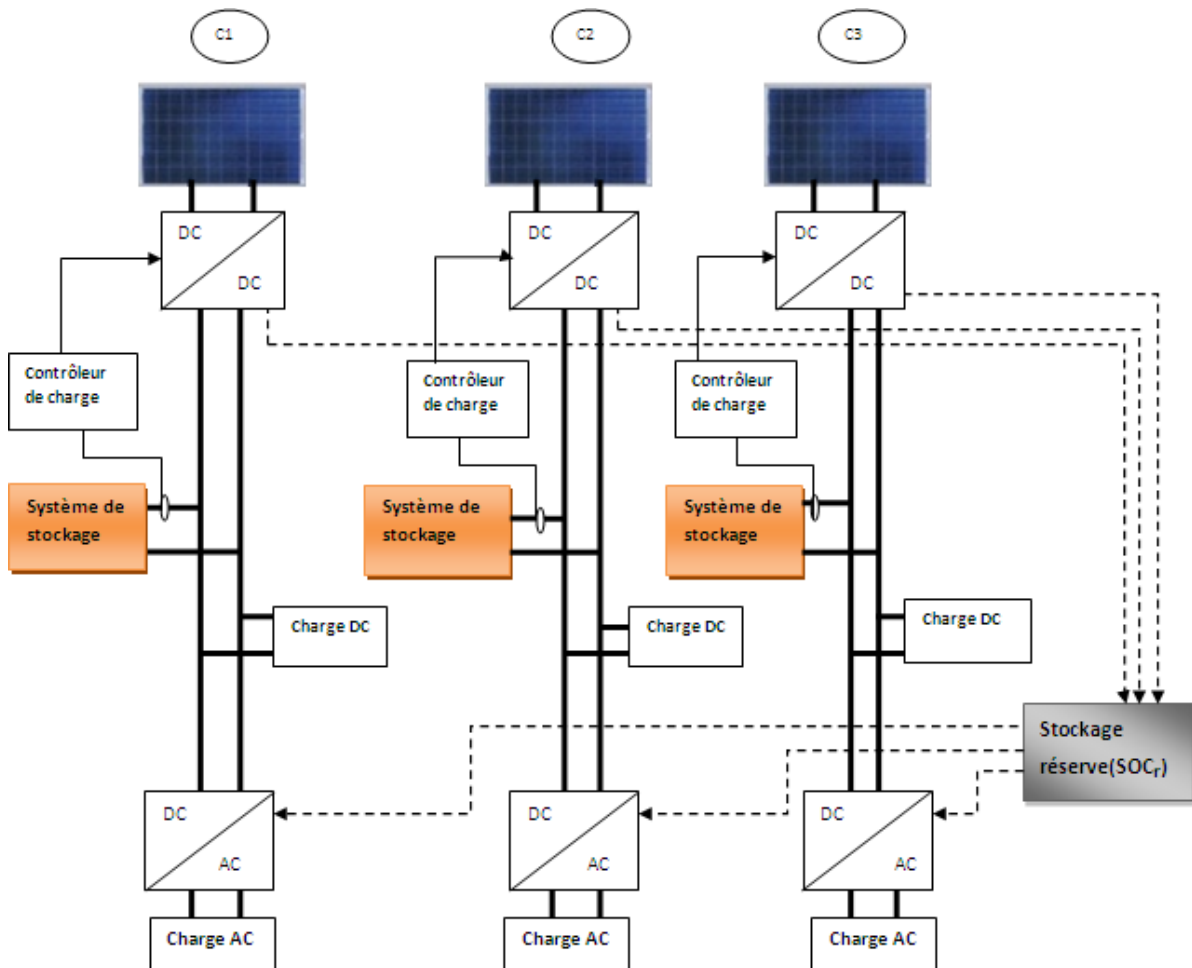 C1
C2
C3
DC
DC
DC
DC
DC
DC
Contrôleur
de charge
Contrôleur
de charge
Contrôleur
de charge
Système de
stockage
Système de
stockage
Système de
stockage
Charge DC
Charge DC
Charge DC
Stockage
réserve(SOCr)
DC
AC
DC
AC
DC
AC
Charge AC
Charge AC
Charge AC